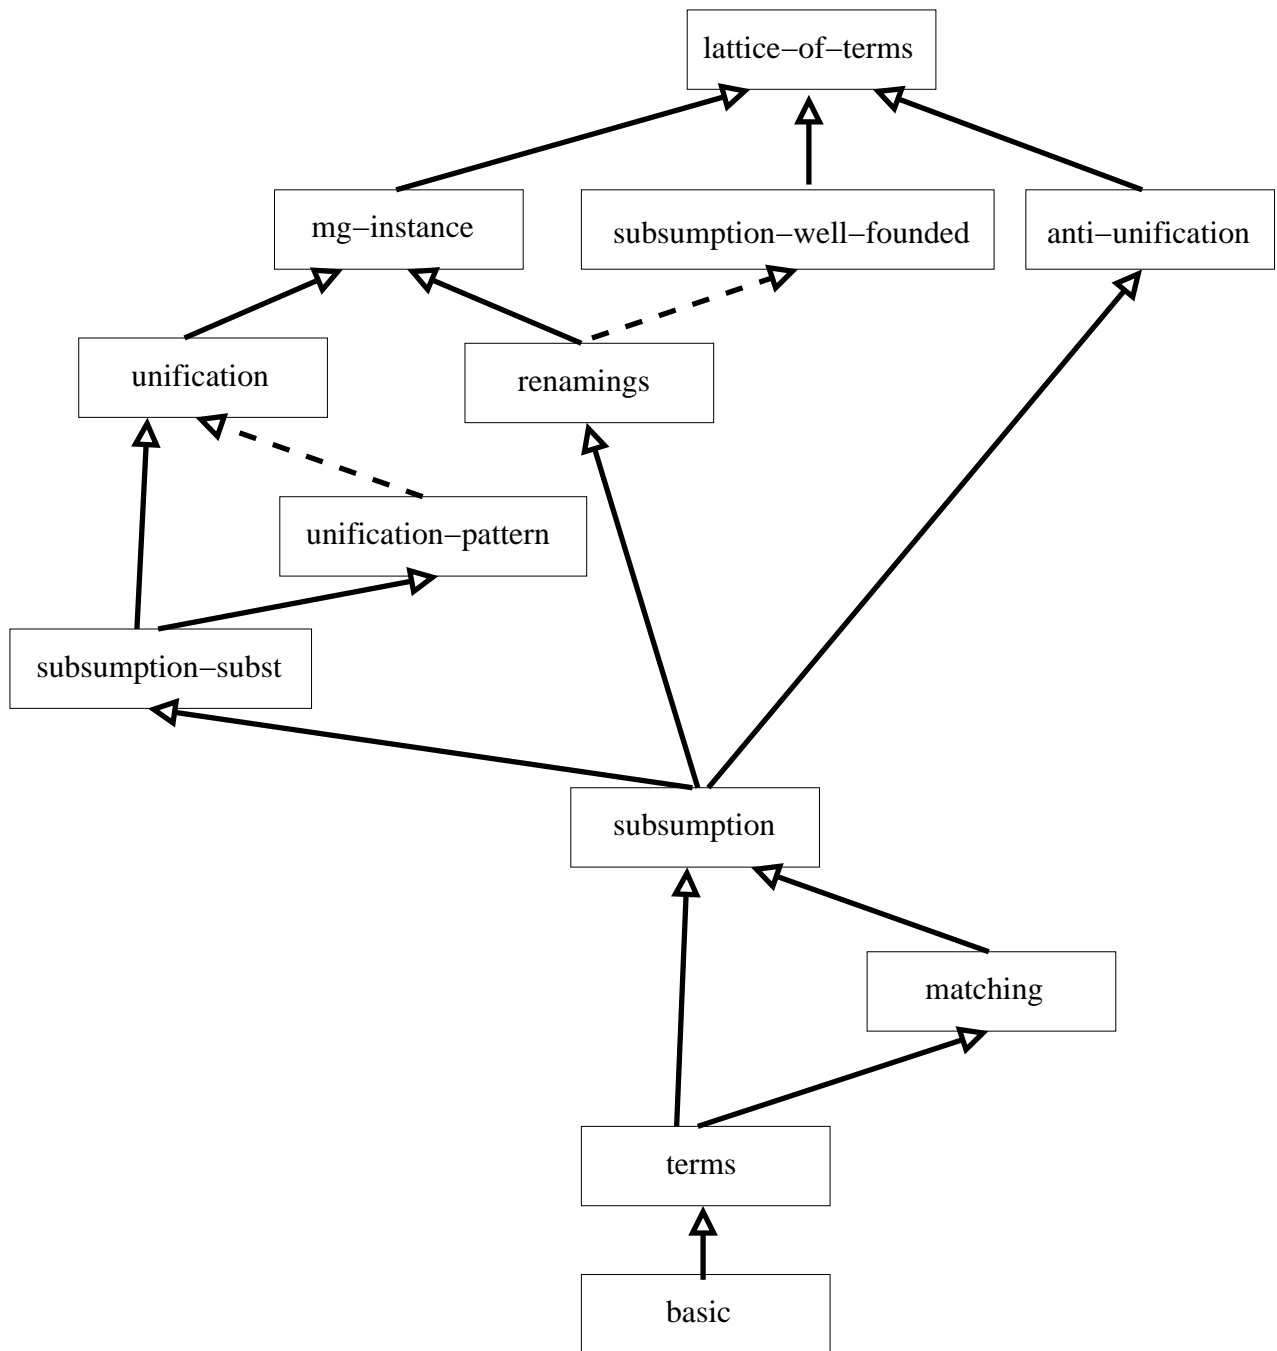 lattice−of−terms
mg−instance
subsumption−well−founded
anti−unification
unification
renamings
unification−pattern
subsumption−subst
subsumption
matching
terms
basic